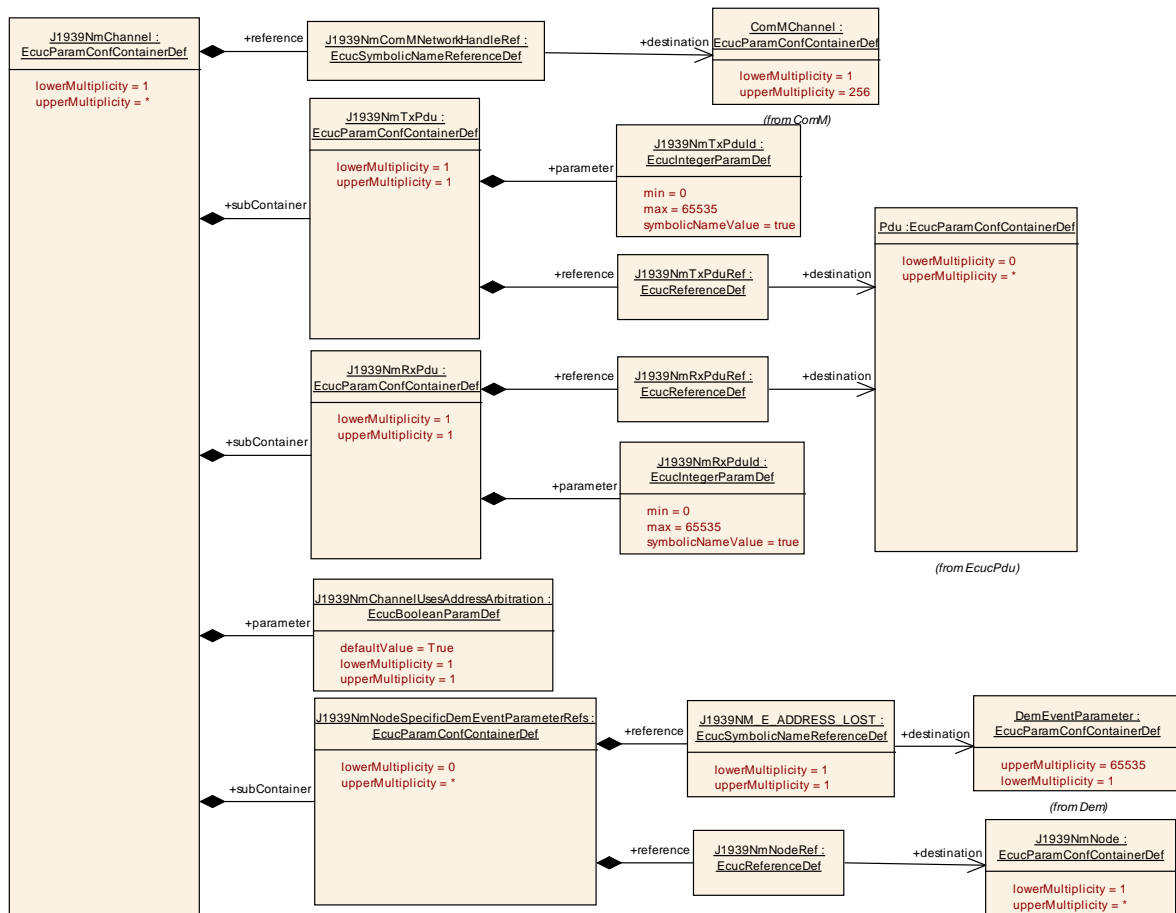 J1939NmChannel :
EcucParamConfContainerDef
lowerMultiplicity = 1
upperMultiplicity = *
+reference
J1939NmComMNetworkHandleRef :
EcucSymbolicNameReferenceDef
+destination
ComMChannel :
EcucParamConfContainerDef
lowerMultiplicity = 1
upperMultiplicity = 256
(from ComM)
+subContainer
J1939NmTxPdu :
EcucParamConfContainerDef
lowerMultiplicity = 1
upperMultiplicity = 1
+parameter
J1939NmTxPduId :
EcucIntegerParamDef
min = 0
max = 65535
symbolicNameValue = true
+reference
J1939NmTxPduRef :
EcucReferenceDef
+destination
Pdu :EcucParamConfContainerDef
lowerMultiplicity = 0
upperMultiplicity = *
(from EcucPdu)
+subContainer
J1939NmRxPdu :
EcucParamConfContainerDef
lowerMultiplicity = 1
upperMultiplicity = 1
+reference
J1939NmRxPduRef :
EcucReferenceDef
+destination
+parameter
J1939NmRxPduId :
EcucIntegerParamDef
min = 0
max = 65535
symbolicNameValue = true
+parameter
J1939NmChannelUsesAddressArbitration :
EcucBooleanParamDef
defaultValue = True
lowerMultiplicity = 1
upperMultiplicity = 1
+subContainer
J1939NmNodeSpecificDemEventParameterRefs :
EcucParamConfContainerDef
lowerMultiplicity = 0
upperMultiplicity = *
+reference
J1939NM_E_ADDRESS_LOST :
EcucSymbolicNameReferenceDef
lowerMultiplicity = 1
upperMultiplicity = 1
+destination
DemEventParameter :
EcucParamConfContainerDef
upperMultiplicity = 65535
lowerMultiplicity = 1
(from Dem)
+reference
J1939NmNodeRef :
EcucReferenceDef
+destination
J1939NmNode :
EcucParamConfContainerDef
lowerMultiplicity = 1
upperMultiplicity = *